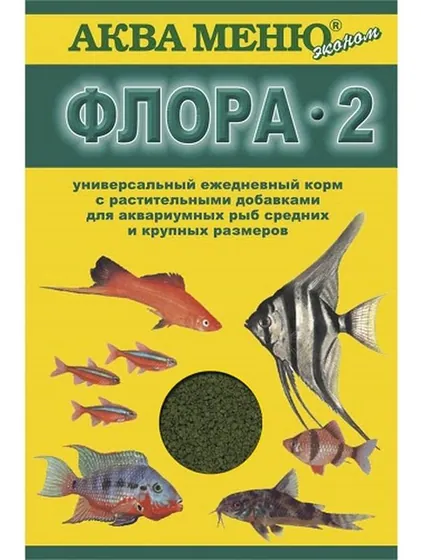 АКВА МЕНЮ®
эконом
ФЛОРА · 2
универсальный ежедневный корм
с растительными добавками
для аквариумных рыб средних
и крупных размеров